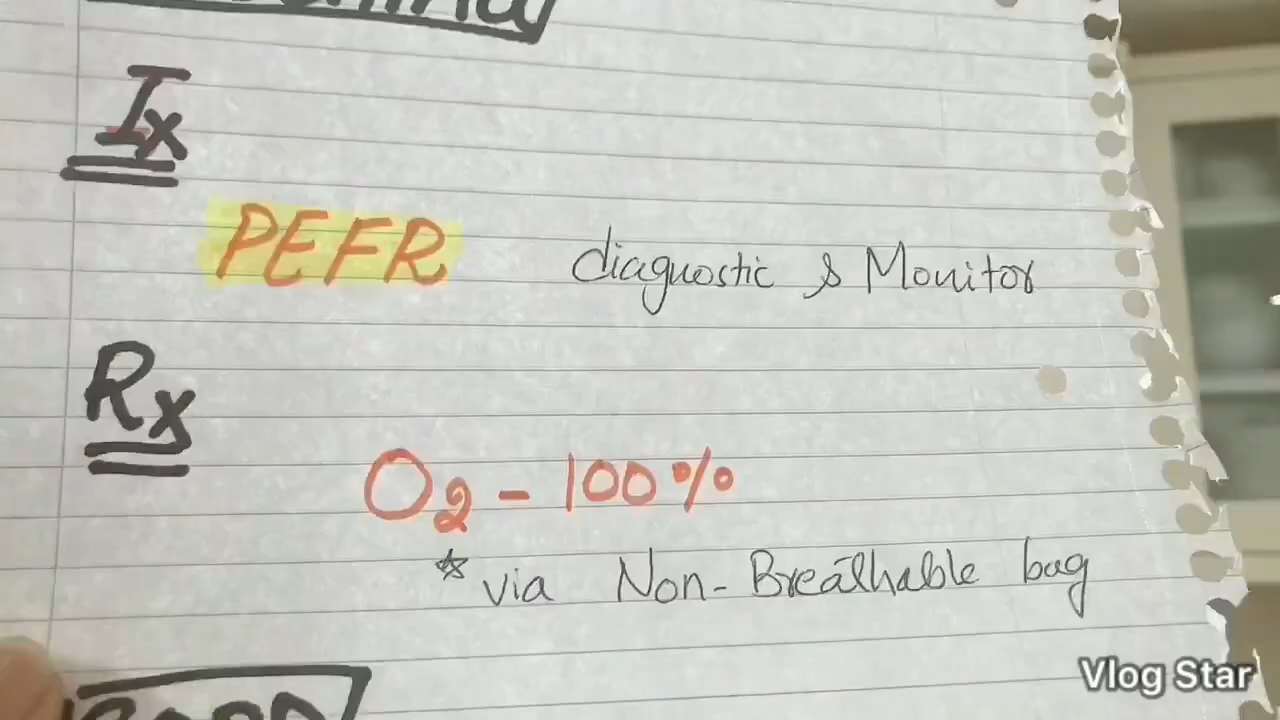 Ix
PEFR diagnostic & Monitor
Rx
O2 - 100%
* via Non-Breathable bag
Vlog Star